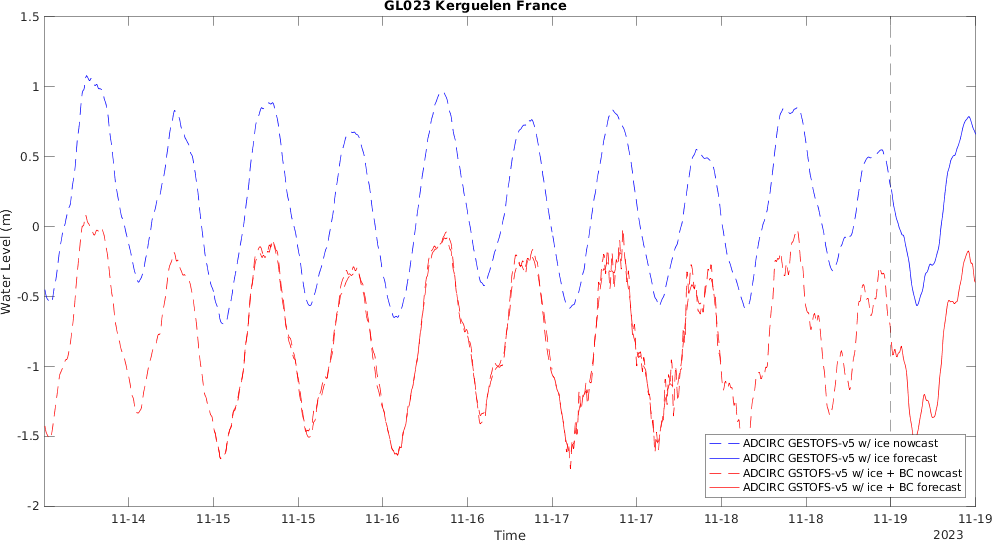 GL023 Kerguelen France
1.5
1
0.5
0
-0.5
-1
-1.5
-2
Water Level (m)
ADCIRC GESTOFS-v5 w/ ice nowcast
ADCIRC GESTOFS-v5 w/ ice forecast
ADCIRC GSTOFS-v5 w/ ice + BC nowcast
ADCIRC GSTOFS-v5 w/ ice + BC forecast
11-14 11-15 11-15 11-16 11-16 11-17 11-17 11-18 11-18 11-19 11-19
Time
2023